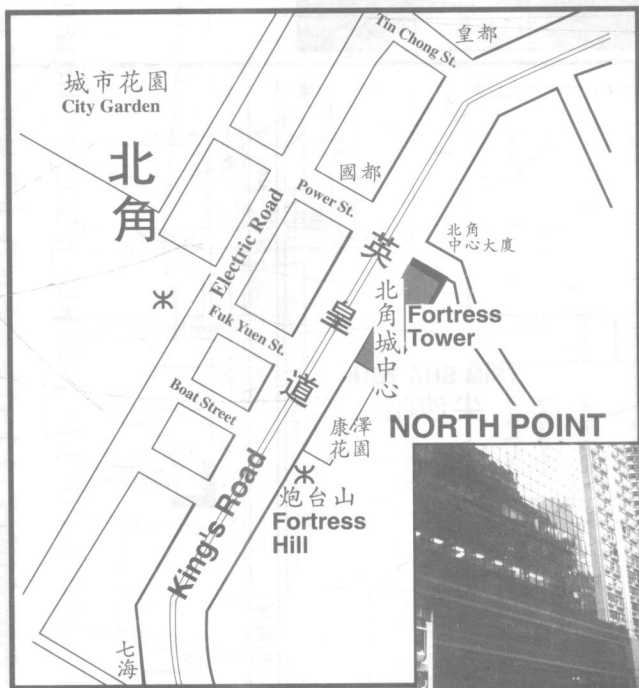 Tin Chong St.
皇都
城市花園
City Garden
北
角
國都
Power St.
Electric Road
英
皇
道
北角
中心大廈
北角城中心
Fortress
Tower
Fuk Yuen St.
Boat Street
康澤
花園
NORTH POINT
King's Road
炮台山
Fortress
Hill
七海